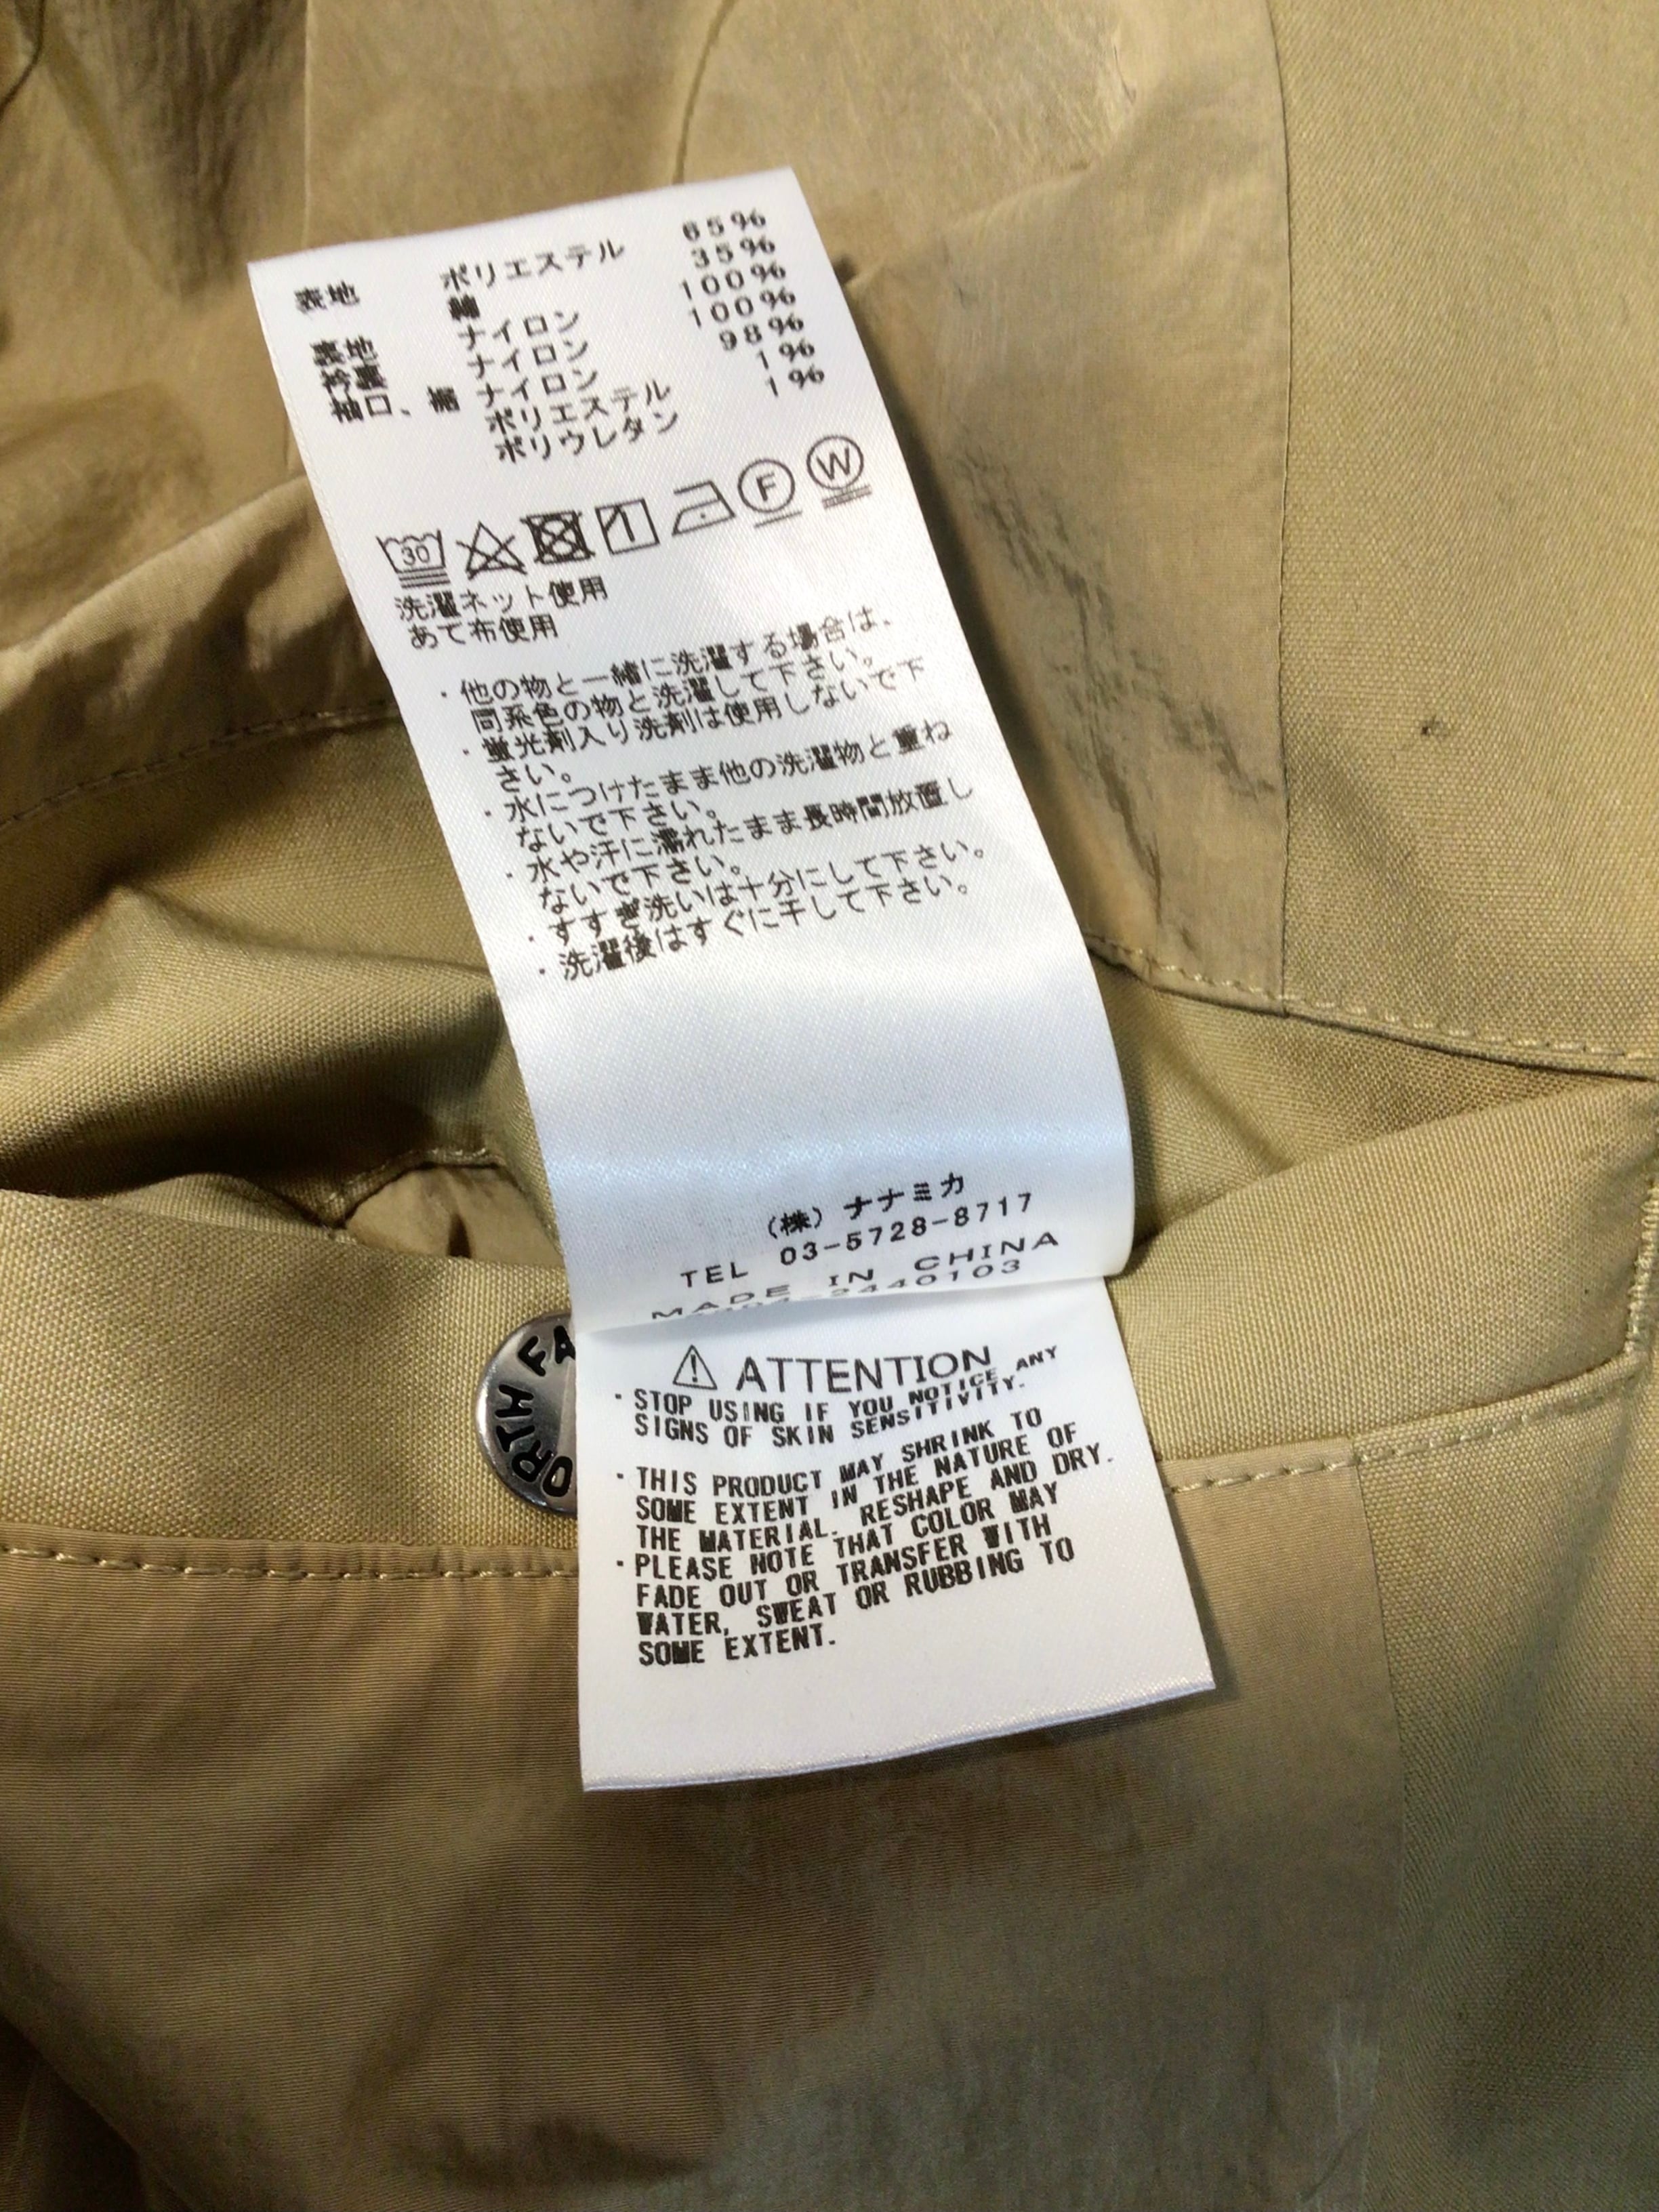 表地 ポリエステル 65%
綿 35%
裏地 ナイロン 100%
衿裏 ナイロン 100%
袖口、裾 ナイロン 98%
ポリエステル 1%
ポリウレタン 1%
30 F W
洗濯ネット使用
あて布使用
・他の物と一緒に洗濯する場合は、
同系色の物と洗濯して下さい。
・蛍光剤入り洗剤は使用しないで下
さい。
・水につけたまま他の洗濯物と重ね
ないで下さい。
・水や汗に濡れたまま長時間放置し
ないで下さい。
・すすぎ洗いは十分にして下さい。
・洗濯後はすぐに干して下さい。
(株)ナナミカ
TEL 03-5728-8717
MADE IN CHINA
2440103
ORTH FA
⚠ ATTENTION
・STOP USING IF YOU NOTICE ANY
SIGNS OF SKIN SENSITIVITY.
・THIS PRODUCT MAY SHRINK TO
SOME EXTENT IN THE NATURE OF
THE MATERIAL. RESHAPE AND DRY.
・PLEASE NOTE THAT COLOR MAY
FADE OUT OR TRANSFER WITH
WATER, SWEAT OR RUBBING TO
SOME EXTENT.